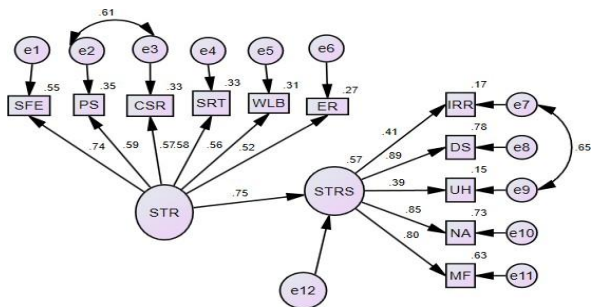 .61
e1 e2 e3 e4 e5 e6
.55 .35 .33 .33 .31 .27
SFE PS CSR SRT WLB ER
.17
IRR e7
.74 .59 .57 .58 .56 .52
.41 .78
DS e8
.57 .89 .65
.15
STR .75 STRS .39 UH e9
.85 .73
NA e10
.80 .63
MF e11
e12